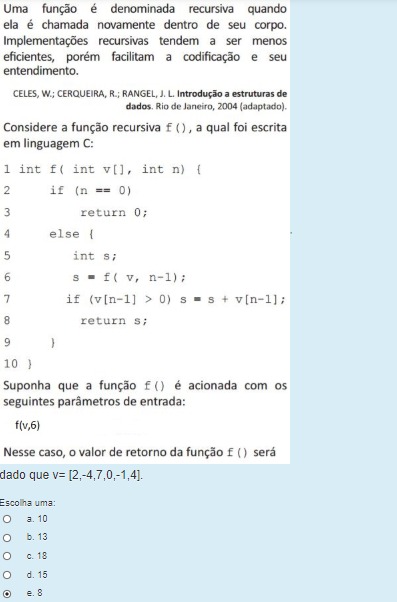 Uma função é denominada recursiva quando
ela é chamada novamente dentro de seu corpo.
Implementações recursivas tendem a ser menos
eficientes, porém facilitam a codificação e seu
entendimento.
CELES, W.; CERQUEIRA, R.; RANGEL, J. L. Introdução a estruturas de
dados. Rio de Janeiro, 2004 (adaptado).
Considere a função recursiva f(), a qual foi escrita
em linguagem C:
1 int f( int v[], int n) {
2 if (n == 0)
3 return 0;
4 else {
5 int s;
6 s = f( v, n-1);
7 if (v[n-1] > 0) s = s + v[n-1];
8 return s;
9 }
10 }
Suponha que a função f() é acionada com os
seguintes parâmetros de entrada:
f(v,6)
Nesse caso, o valor de retorno da função f() será
dado que v= [2,-4,7,0,-1,4].
Escolha uma:
a. 10
b. 13
c. 18
d. 15
e. 8